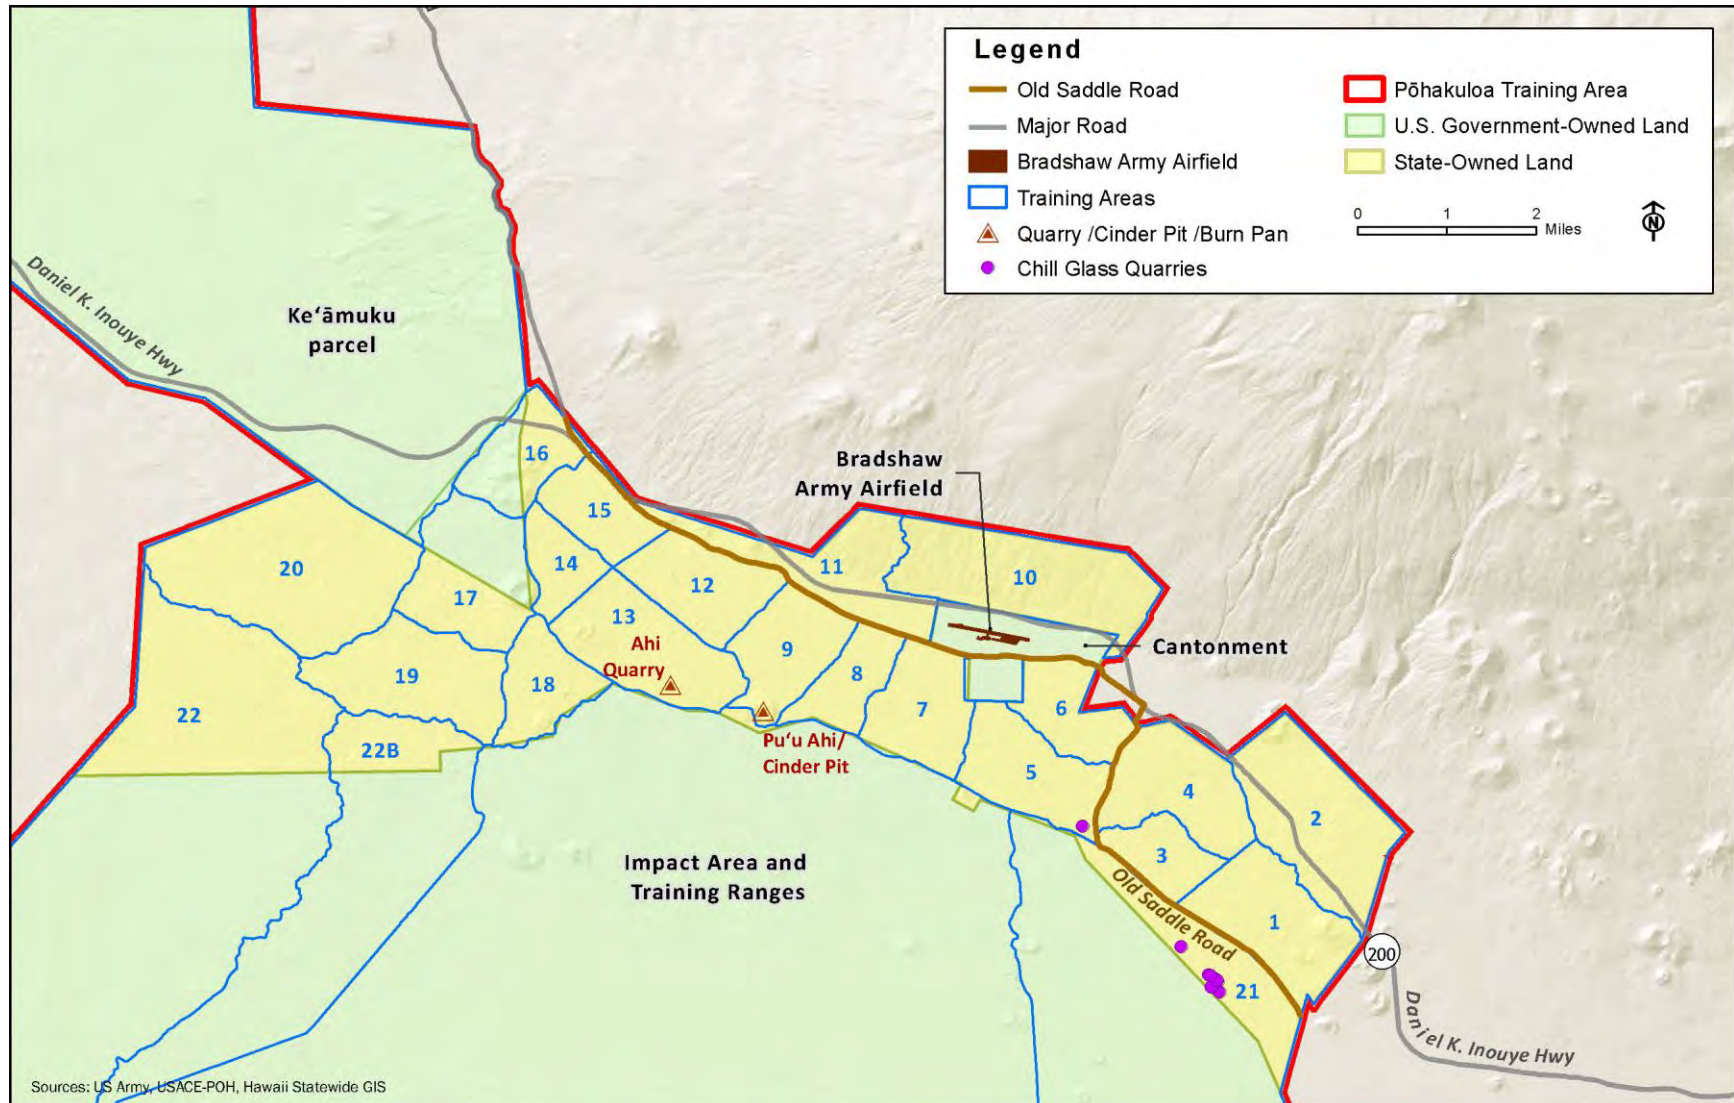 Legend
Old Saddle Road
Major Road
Bradshaw Army Airfield
Training Areas
Quarry /Cinder Pit /Burn Pan
Chill Glass Quarries
Pōhakuloa Training Area
U.S. Government-Owned Land
State-Owned Land
0 1 2
Miles
N
Daniel K. Inouye Hwy
Keʻāmuku
parcel
Bradshaw
Army Airfield
16
15
11
10
20
14
12
17
13
9
8
Cantonment
Ahi
Quarry
19
18
7
6
22
22B
Puʻu Ahi/
Cinder Pit
5
4
2
3
Impact Area and
Training Ranges
Old Saddle Road
1
200
21
Daniel K. Inouye Hwy
Sources: US Army, USACE-POH, Hawaii Statewide GIS